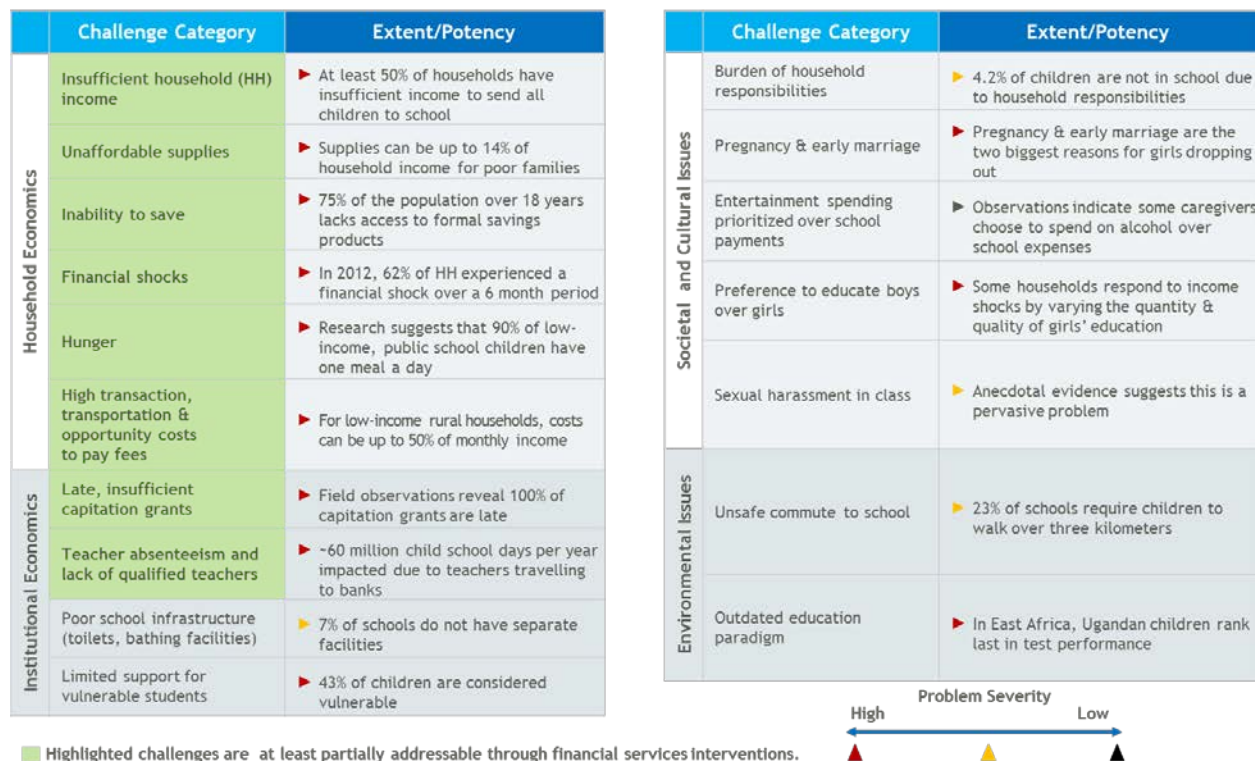 Challenge Category
Extent/Potency
Household Economics
Insufficient household (HH)
income
At least 50% of households have
insufficient income to send all
children to school
Unaffordable supplies
Supplies can be up to 14% of
household income for poor families
Inability to save
75% of the population over 18 years
lacks access to formal savings
products
Financial shocks
In 2012, 62% of HH experienced a
financial shock over a 6 month period
Hunger
Research suggests that 90% of low-
income, public school children have
one meal a day
High transaction,
transportation &
opportunity costs
to pay fees
For low-income rural households, costs
can be up to 50% of monthly income
Institutional Economics
Late, insufficient
capitation grants
Field observations reveal 100% of
capitation grants are late
Teacher absenteeism and
lack of qualified teachers
~60 million child school days per year
impacted due to teachers travelling
to banks
Poor school infrastructure
(toilets, bathing facilities)
7% of schools do not have separate
facilities
Limited support for
vulnerable students
43% of children are considered
vulnerable
Challenge Category
Extent/Potency
Societal and Cultural Issues
Burden of household
responsibilities
4.2% of children are not in school due
to household responsibilities
Pregnancy & early marriage
Pregnancy & early marriage are the
two biggest reasons for girls dropping
out
Entertainment spending
prioritized over school
payments
Observations indicate some caregivers
choose to spend on alcohol over
school expenses
Preference to educate boys
over girls
Some households respond to income
shocks by varying the quantity &
quality of girls' education
Sexual harassment in class
Anecdotal evidence suggests this is a
pervasive problem
Environmental Issues
Unsafe commute to school
23% of schools require children to
walk over three kilometers
Outdated education
paradigm
In East Africa, Ugandan children rank
last in test performance
Problem Severity
High
Low
Highlighted challenges are at least partially addressable through financial services interventions.